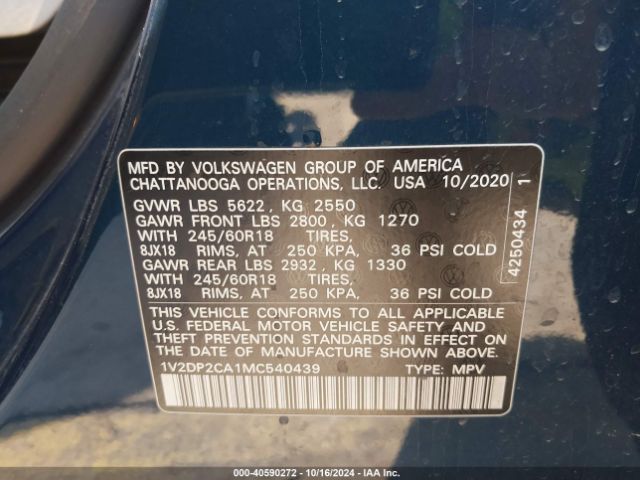 MFD BY VOLKSWAGEN GROUP OF AMERICA
CHATTANOOGA OPERATIONS, LLC. USA 10/2020
GVWR LBS 5622, KG 2550
GAWR FRONT LBS 2800, KG 1270
WITH 245/60R18 TIRES,
8JX18 RIMS, AT 250 KPA, 36 PSI COLD
GAWR REAR LBS 2932, KG 1330
WITH 245/60R18 TIRES,
8JX18 RIMS, AT 250 KPA, 36 PSI COLD
THIS VEHICLE CONFORMS TO ALL APPLICABLE
U.S. FEDERAL MOTOR VEHICLE SAFETY AND
THEFT PREVENTION STANDARDS IN EFFECT ON
THE DATE OF MANUFACTURE SHOWN ABOVE.
1V2DP2CA1MC540439 TYPE: MPV
4250434 1
000-40590272 - 10/16/2024 - IAA Inc.